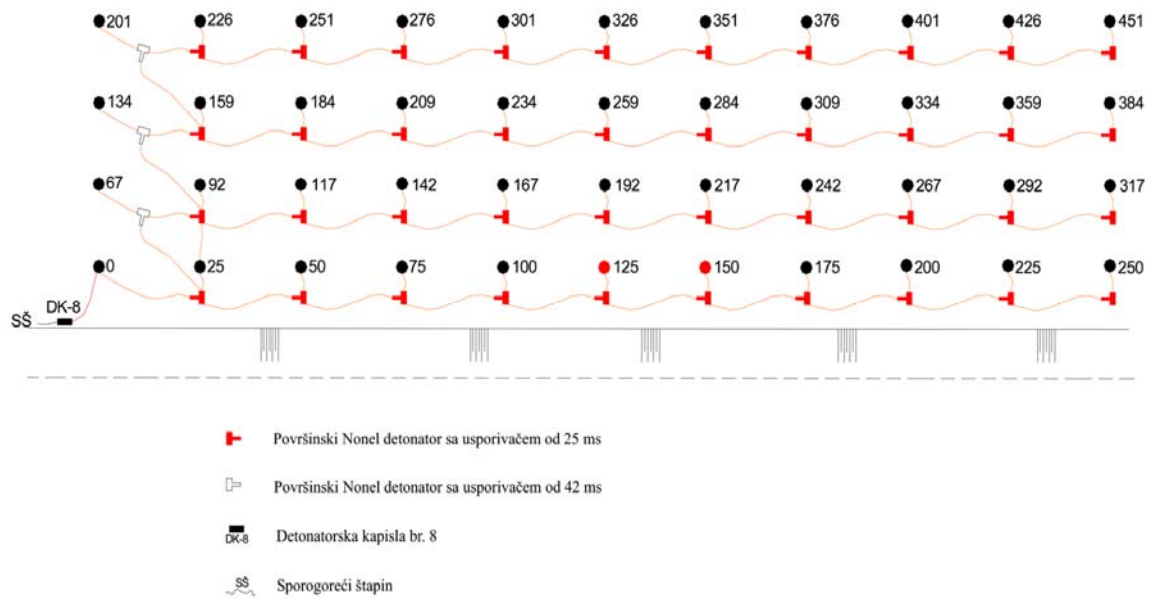 201 226 251 276 301 326 351 376 401 426 451
134 159 184 209 234 259 284 309 334 359 384
67 92 117 142 167 192 217 242 267 292 317
0 25 50 75 100 125 150 175 200 225 250
DK-8
SŠ
Površinski Nonel detonator sa usporivačem od 25 ms
Površinski Nonel detonator sa usporivačem od 42 ms
DK-8 Detonatorska kapisla br. 8
SŠ Sporogoreći štapin